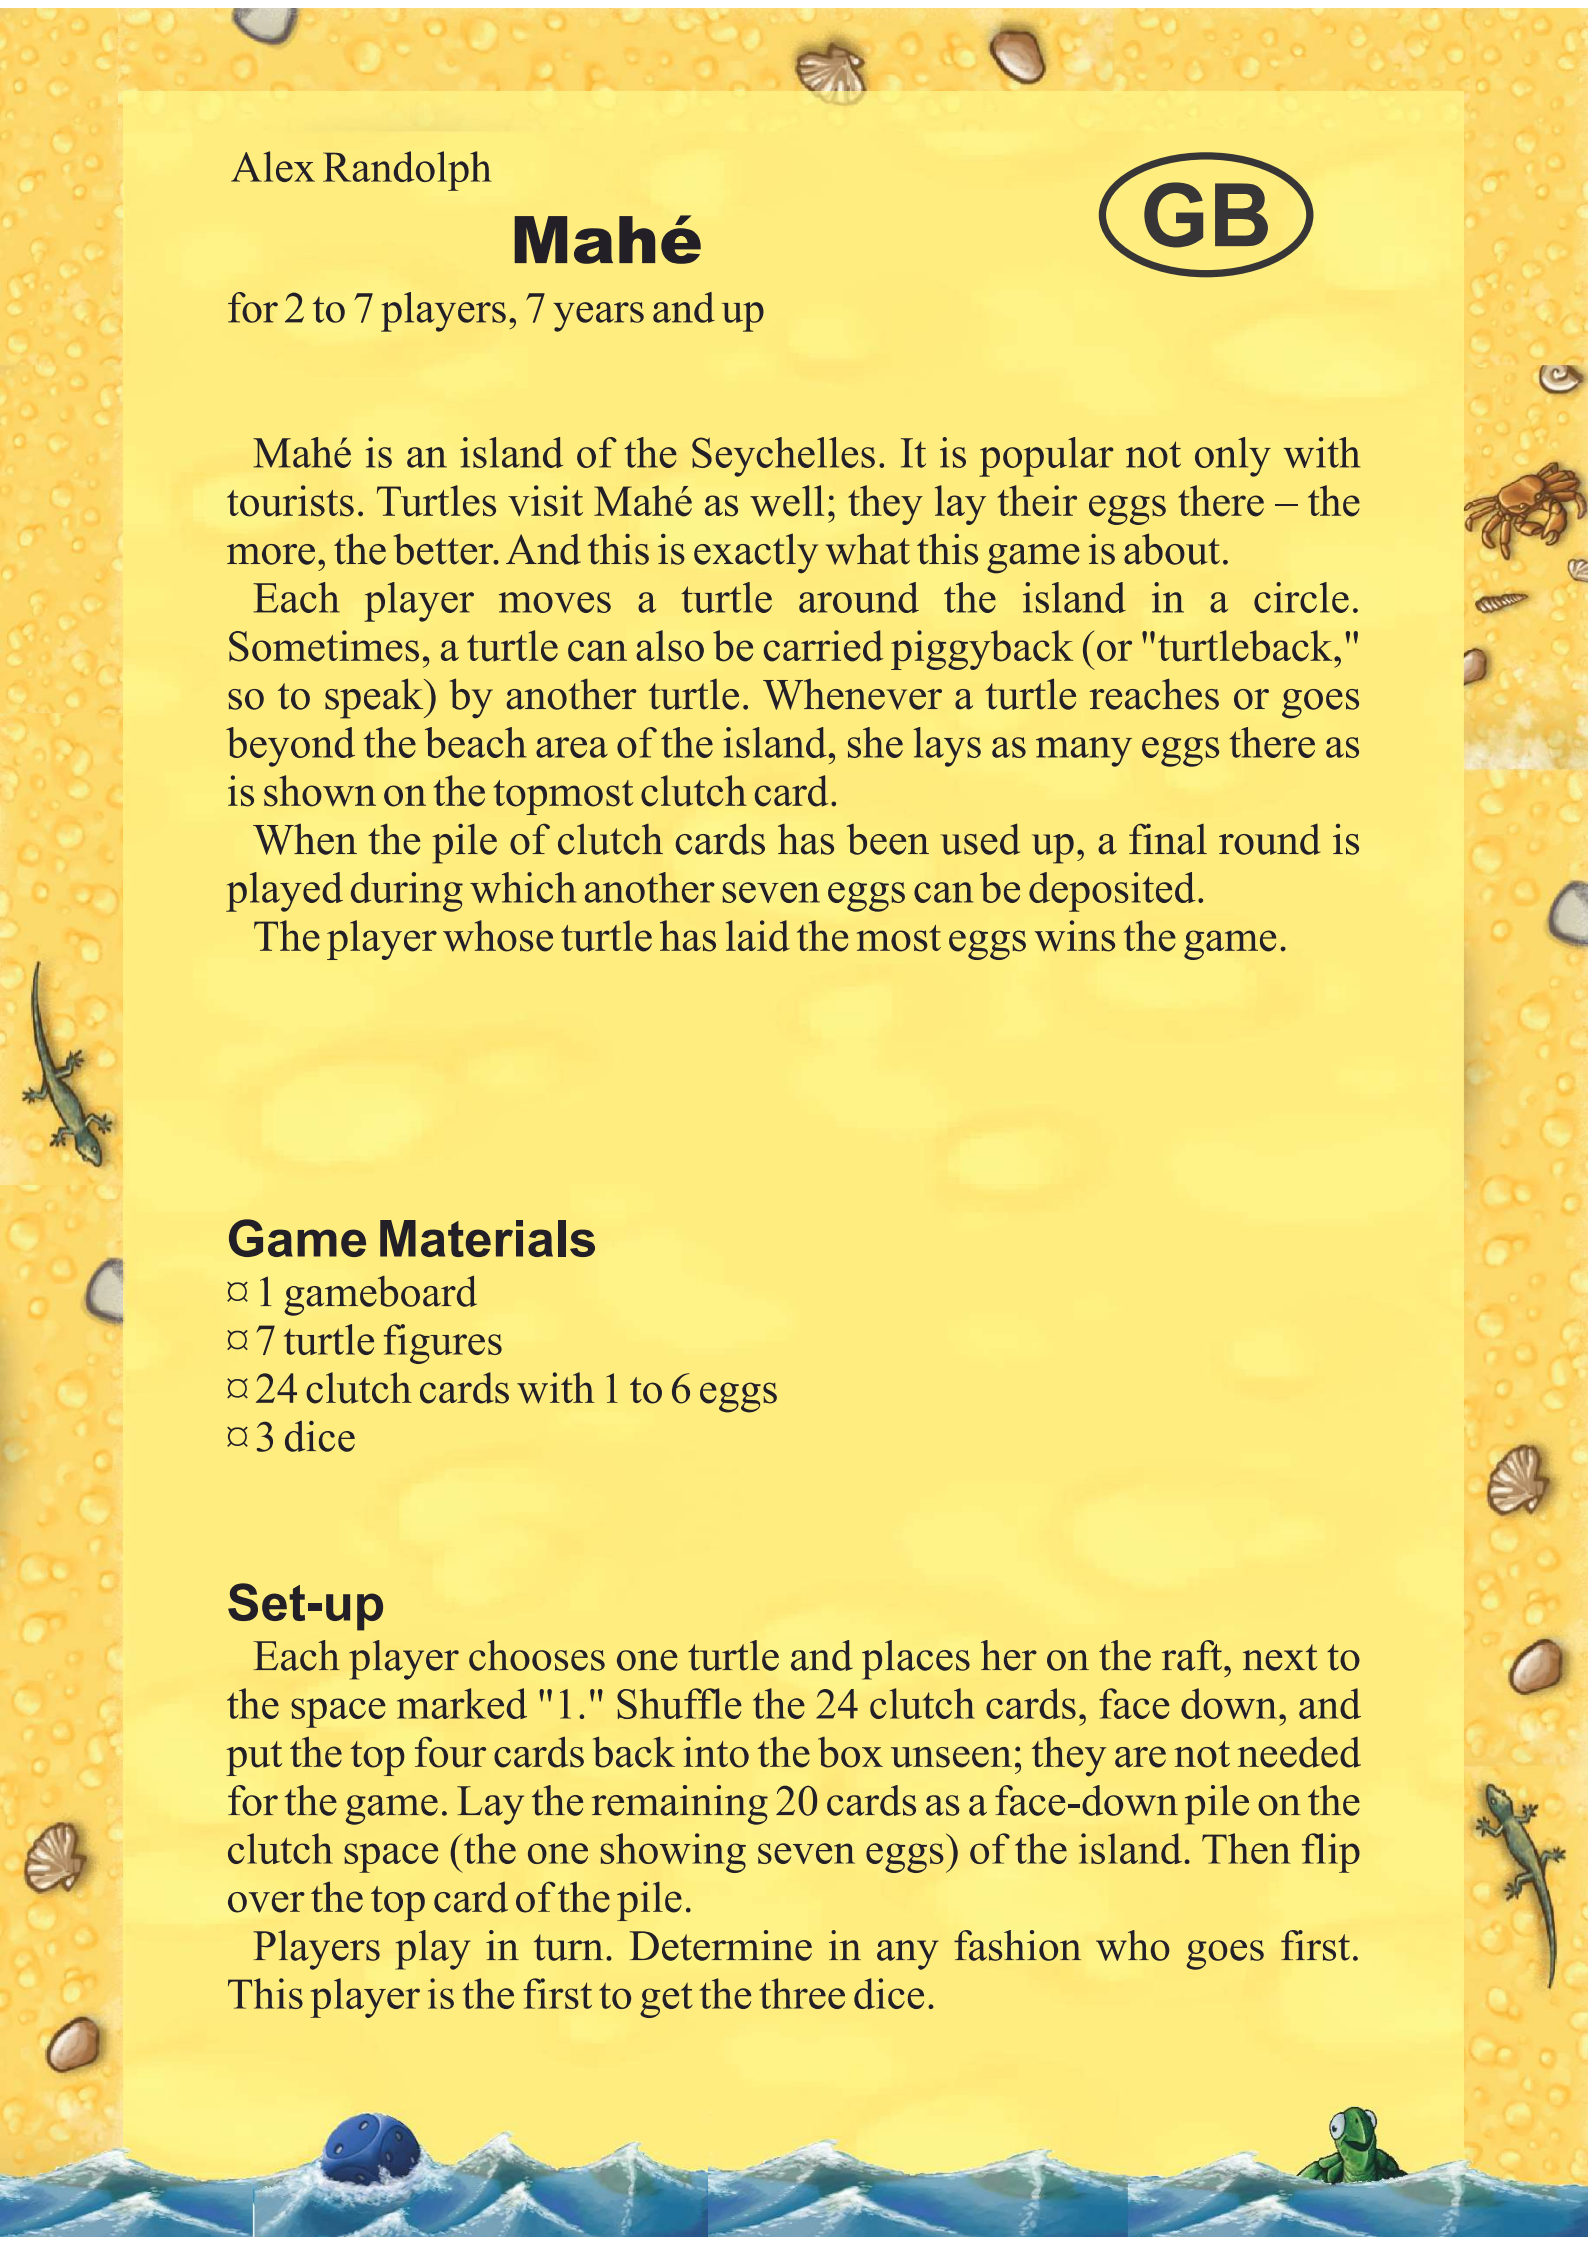 Alex Randolph
GB
Mahé
for 2 to 7 players, 7 years and up
Mahé is an island of the Seychelles. It is popular not only with
tourists. Turtles visit Mahé as well; they lay their eggs there – the
more, the better. And this is exactly what this game is about.
Each player moves a turtle around the island in a circle.
Sometimes, a turtle can also be carried piggyback (or "turtleback,"
so to speak) by another turtle. Whenever a turtle reaches or goes
beyond the beach area of the island, she lays as many eggs there as
is shown on the topmost clutch card.
When the pile of clutch cards has been used up, a final round is
played during which another seven eggs can be deposited.
The player whose turtle has laid the most eggs wins the game.
Game Materials
¤ 1 gameboard
¤ 7 turtle figures
¤ 24 clutch cards with 1 to 6 eggs
¤ 3 dice
Set-up
Each player chooses one turtle and places her on the raft, next to
the space marked "1." Shuffle the 24 clutch cards, face down, and
put the top four cards back into the box unseen; they are not needed
for the game. Lay the remaining 20 cards as a face-down pile on the
clutch space (the one showing seven eggs) of the island. Then flip
over the top card of the pile.
Players play in turn. Determine in any fashion who goes first.
This player is the first to get the three dice.